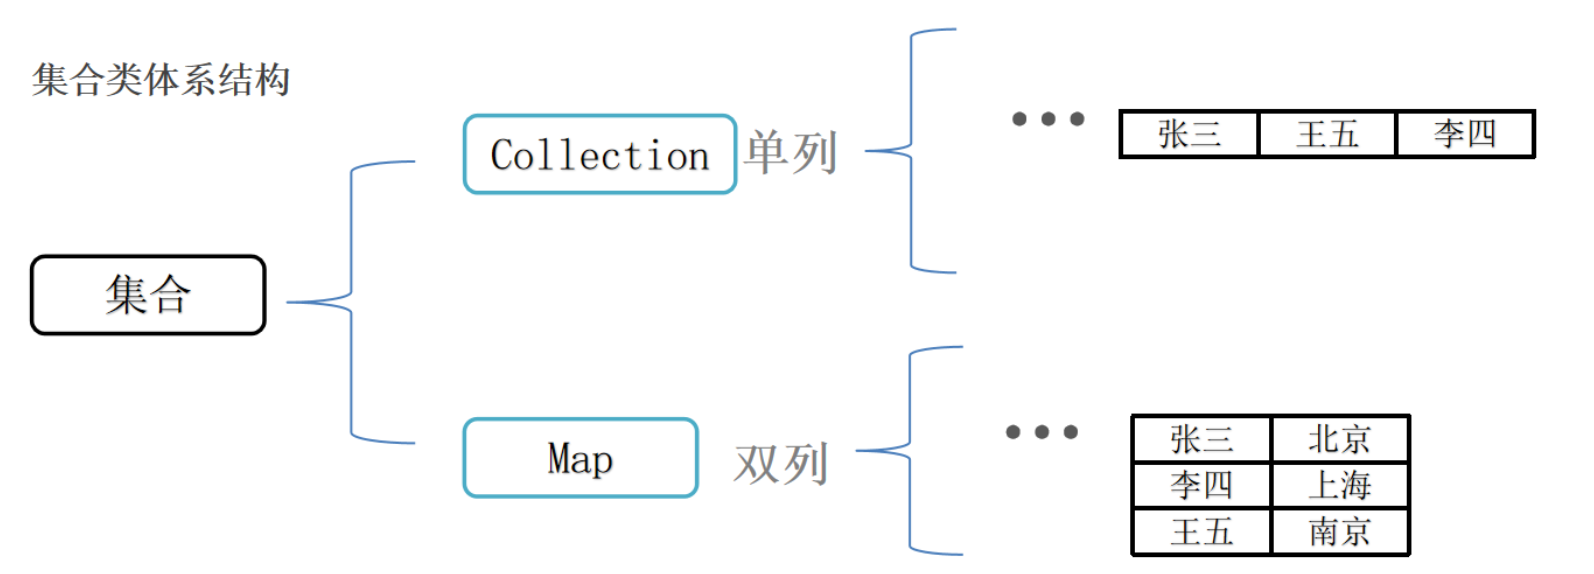 集合类体系结构
集合
Collection 单列
••• 张三 王五 李四
Map 双列
••• 张三 北京
李四 上海
王五 南京